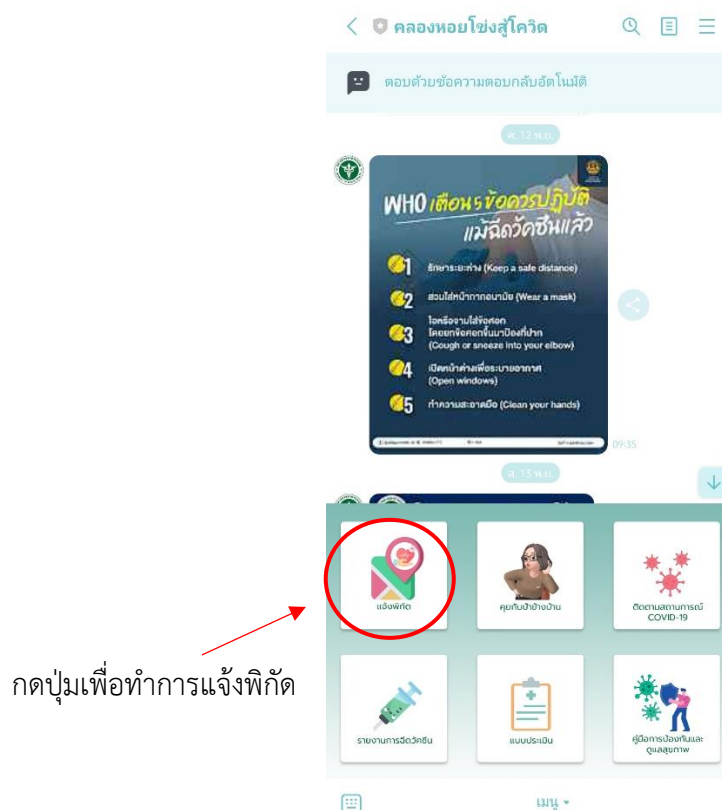 คลองหอยโข่งสู้โควิด
ตอบด้วยข้อความตอบกลับอัตโนมัติ
ศ. 12 พ.ย.
WHO เตือน 5 ข้อควรปฏิบัติ
แม้ฉีดวัคซีนแล้ว
1 รักษาระยะห่าง (Keep a safe distance)
2 สวมใส่หน้ากากอนามัย (Wear a mask)
3 ไอหรือจามใส่ข้อศอก
โดยยกข้อศอกขึ้นมาปิดที่ปาก
(Cough or sneeze into your elbow)
4 เปิดหน้าต่างเพื่อระบายอากาศ
(Open windows)
5 ทำความสะอาดมือ (Clean your hands)
09:35
ส. 13 พ.ย.
แจ้งพิกัด
คุยกับป้าข้างบ้าน
ติดตามสถานการณ์
COVID-19
กดปุ่มเพื่อทำการแจ้งพิกัด
รายงานการฉีดวัคซีน
แบบประเมิน
คู่มือการป้องกันและ
ดูแลสุขภาพ
เมนู